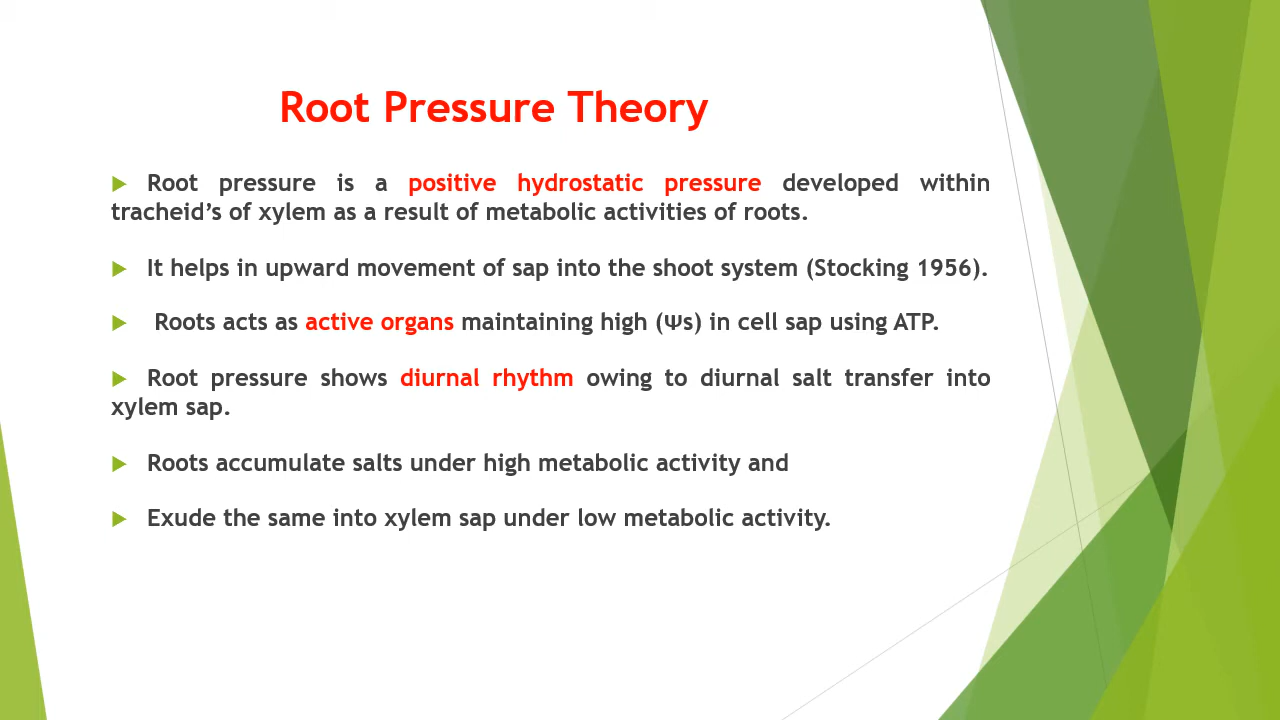 Root Pressure Theory
Root pressure is a positive hydrostatic pressure developed within
tracheid's of xylem as a result of metabolic activities of roots.
It helps in upward movement of sap into the shoot system (Stocking 1956).
Roots acts as active organs maintaining high (Ψs) in cell sap using ATP.
Root pressure shows diurnal rhythm owing to diurnal salt transfer into
xylem sap.
Roots accumulate salts under high metabolic activity and
Exude the same into xylem sap under low metabolic activity.